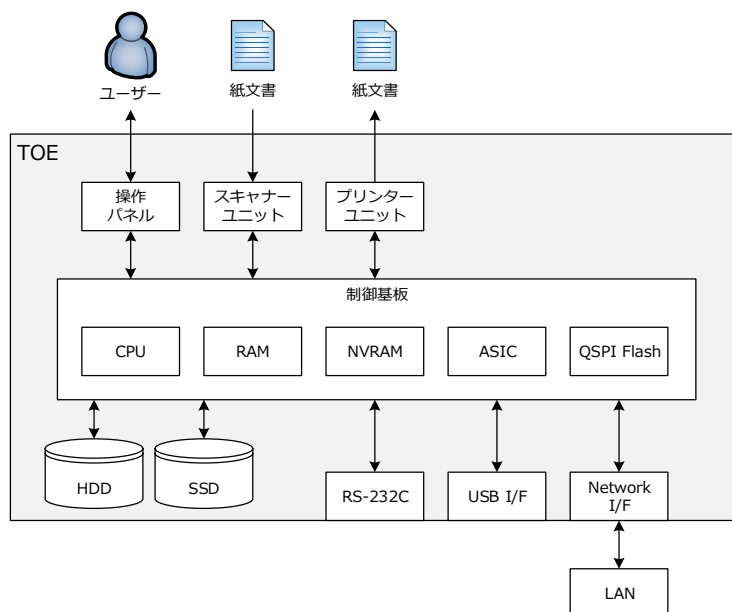 ユーザー
紙文書
紙文書
TOE
操作
パネル
スキャナー
ユニット
プリンター
ユニット
制御基板
CPU
RAM
NVRAM
ASIC
QSPI Flash
HDD
SSD
RS-232C
USB I/F
Network
I/F
LAN